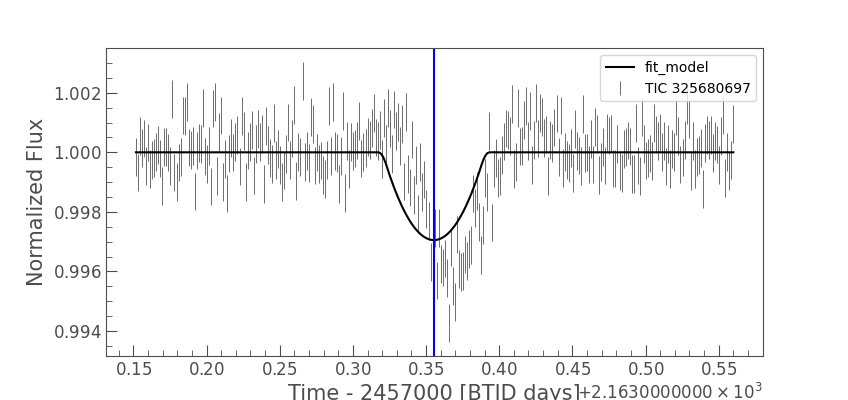 fit_model
TIC 325680697
1.002
1.000
0.998
0.996
0.994
Normalized Flux
0.15 0.20 0.25 0.30 0.35 0.40 0.45 0.50 0.55
Time - 2457000 [BTJD days]
+2.1630000000 × 10³